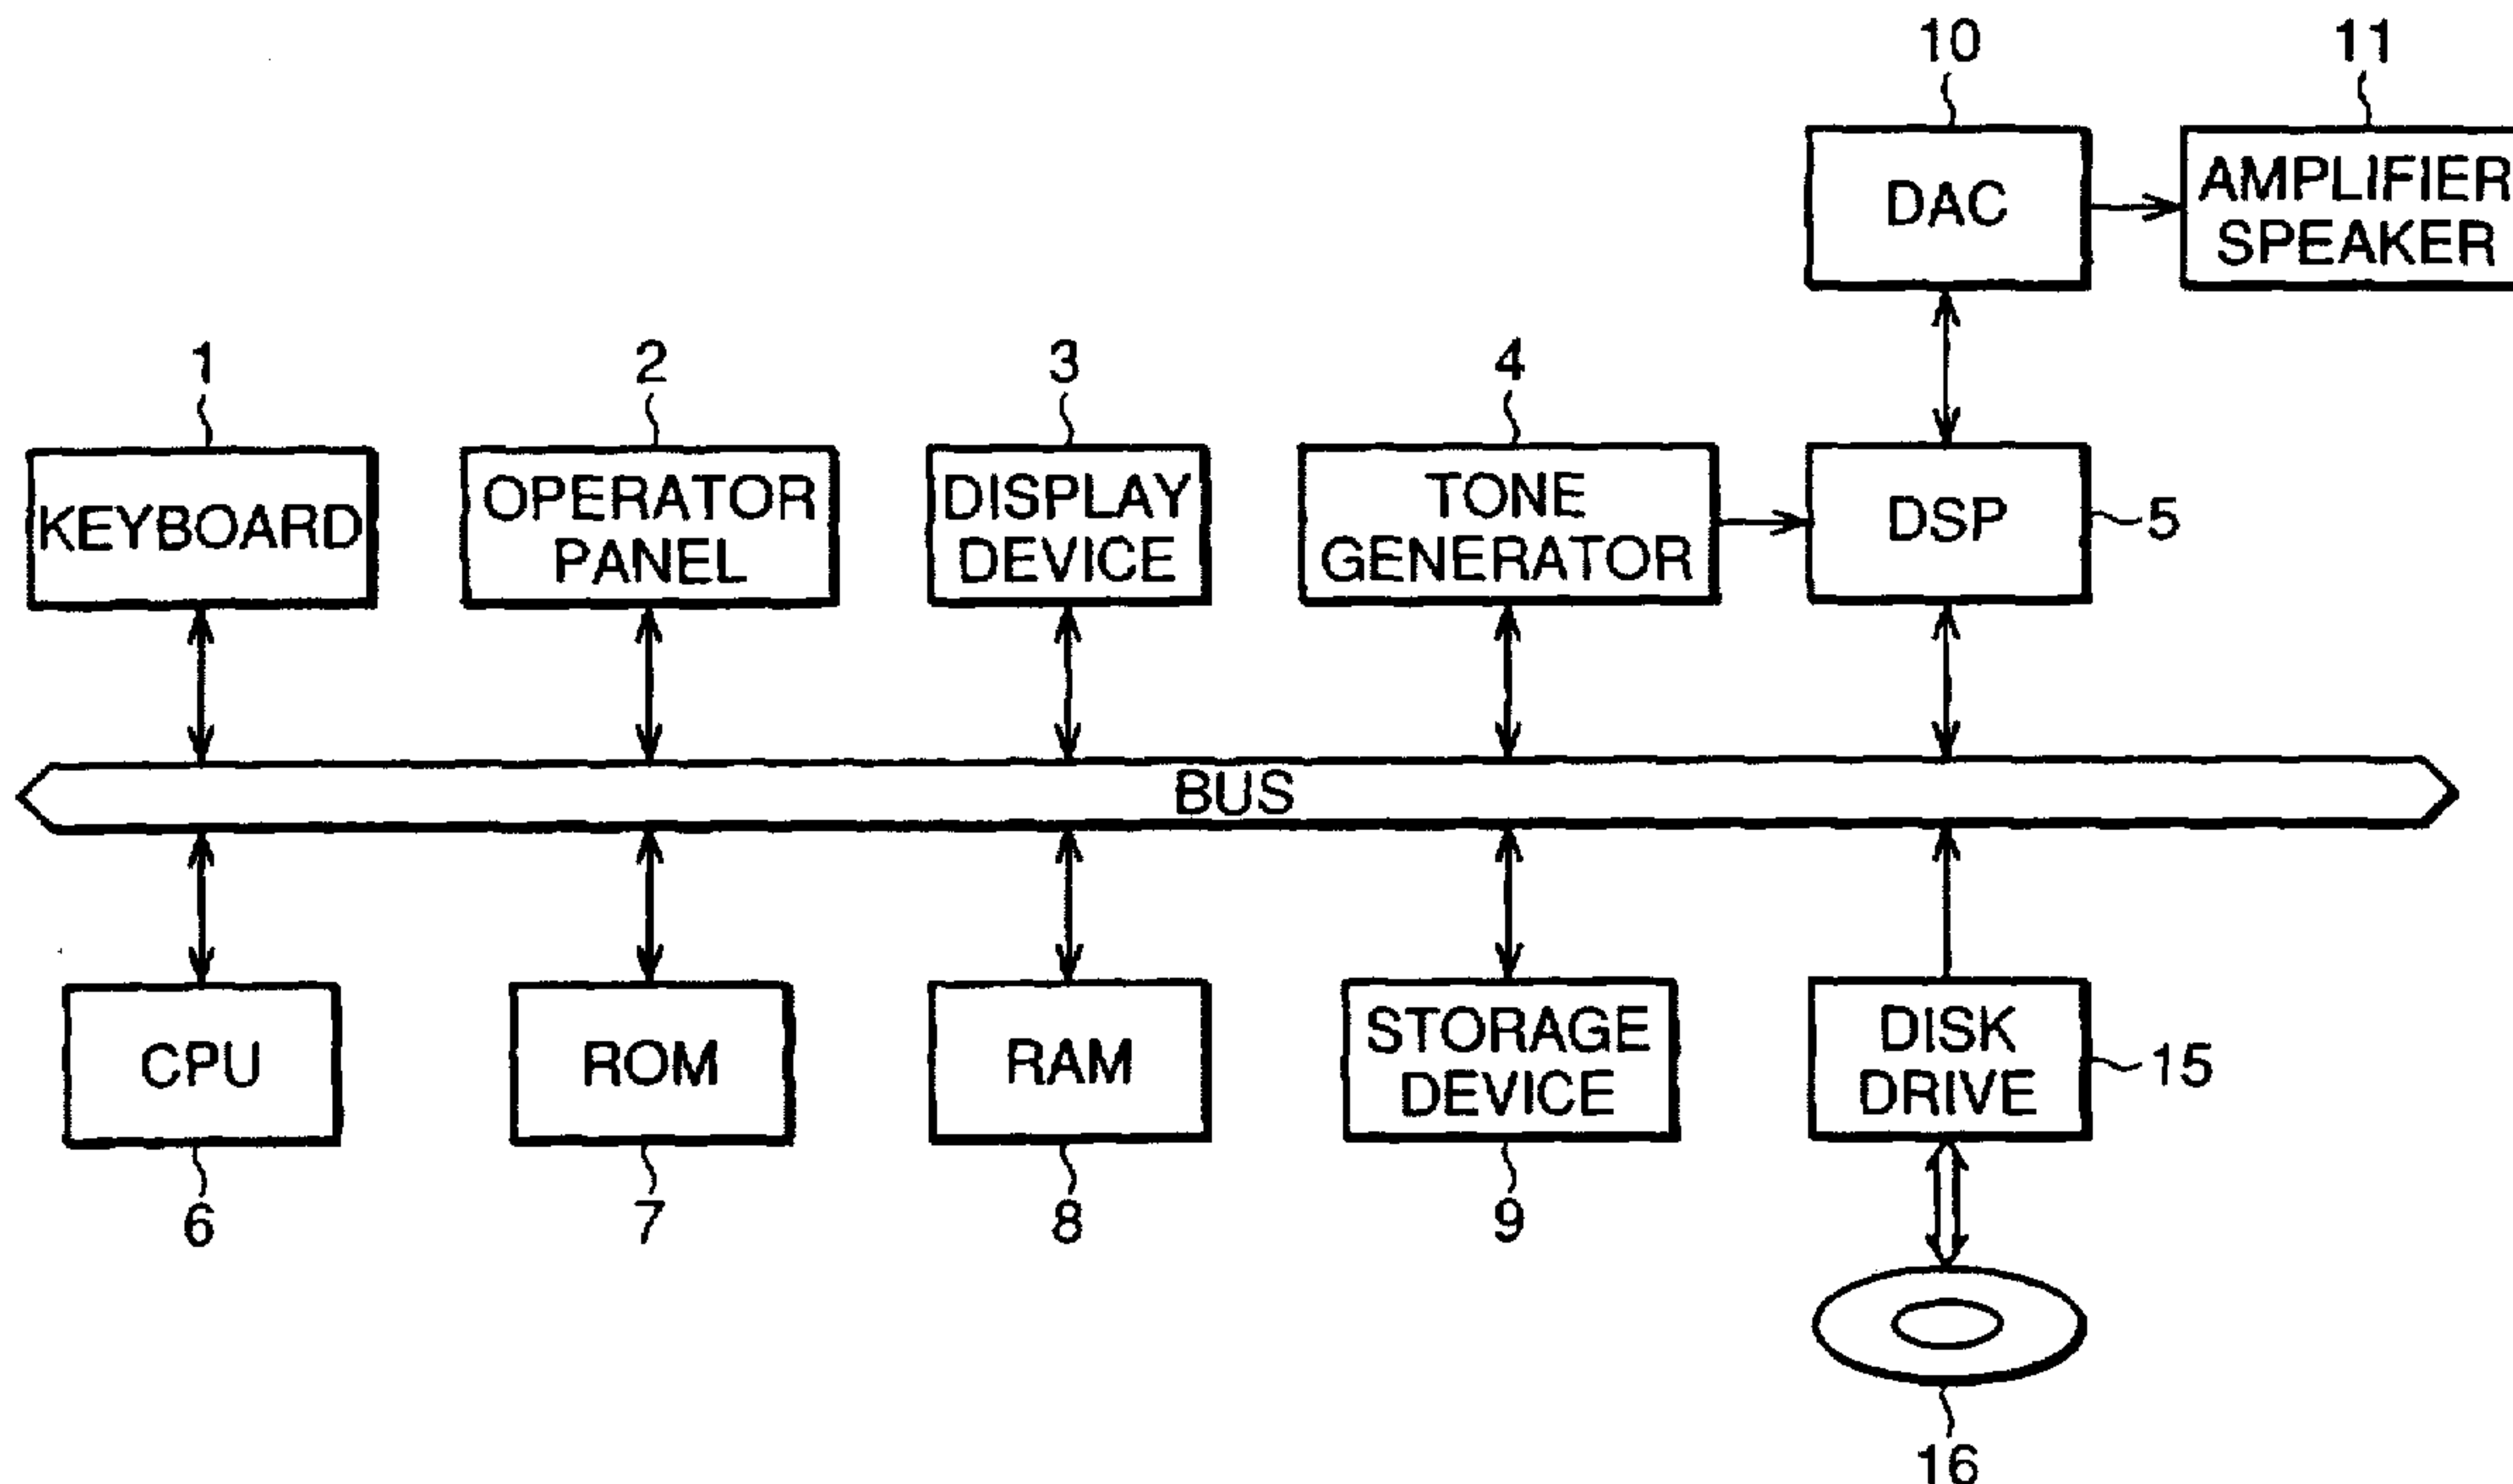 10
11
DAC
AMPLIFIER
SPEAKER
1
2
3
4
KEYBOARD
OPERATOR
PANEL
DISPLAY
DEVICE
TONE
GENERATOR
DSP
5
BUS
CPU
ROM
RAM
STORAGE
DEVICE
DISK
DRIVE
15
6
7
8
9
16